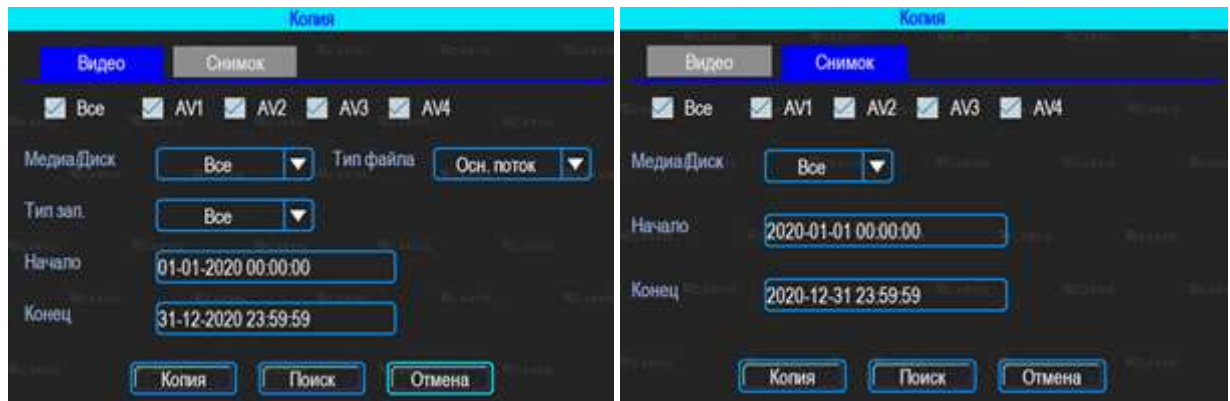 Копия
Видео Снимок
Все AV1 AV2 AV3 AV4
Медиа/Диск Все Тип файла Осн. поток
Тип зап. Все
Начало 01-01-2020 00:00:00
Конец 31-12-2020 23:59:59
Копия Поиск Отмена
Копия
Видео Снимок
Все AV1 AV2 AV3 AV4
Медиа/Диск Все
Начало 2020-01-01 00:00:00
Конец 2020-12-31 23:59:59
Копия Поиск Отмена